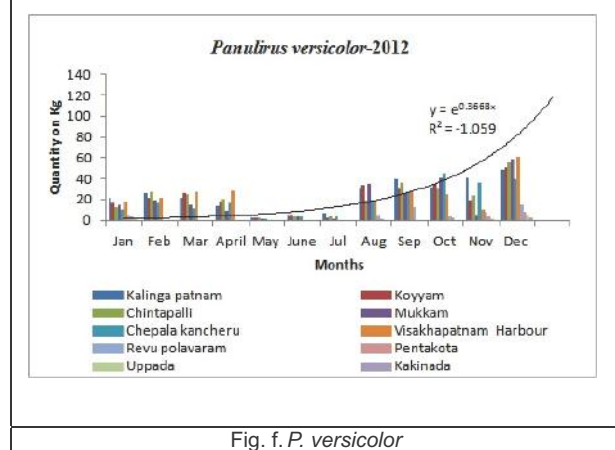 Panulirus versicolor-2012
140
120
100
80
60
40
20
0
Quantity on Kg
y = e^0.3668x
R² = -1.059
Jan Feb Mar April May June Jul Aug Sep Oct Nov Dec
Months
Kalinga patnam Koyyam
Chintapalli Mukkam
Chepala kancheru Visakhapatnam Harbour
Revu polavaram Pentakota
Uppada Kakinada
Fig. f. P. versicolor